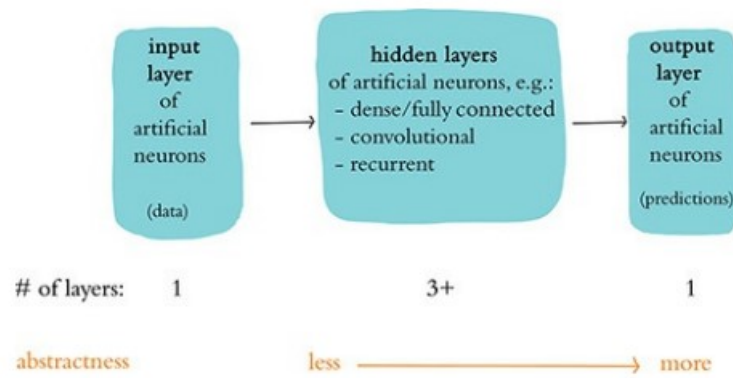 input
layer
of
artificial
neurons
(data)
hidden layers
of artificial neurons, e.g.:
- dense/fully connected
- convolutional
- recurrent
output
layer
of
artificial
neurons
(predictions)
# of layers: 1 3+ 1
abstractness less more